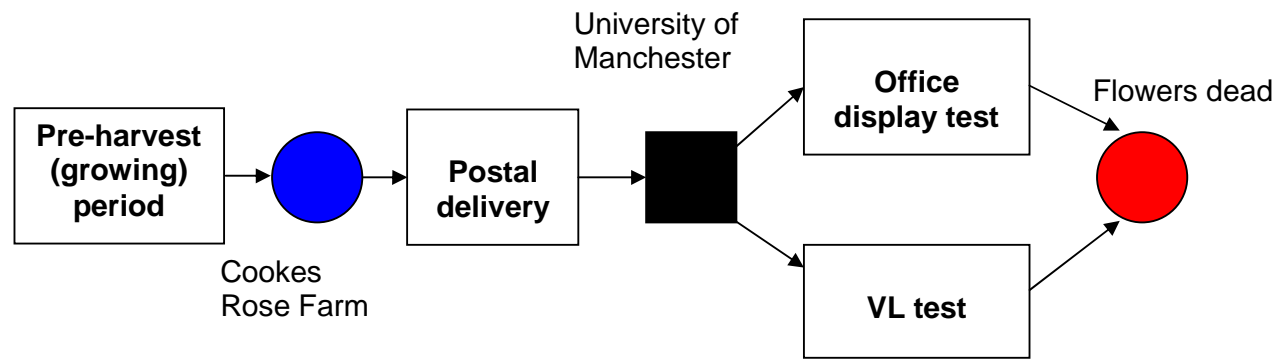 Pre-harvest
(growing)
period
Cookes
Rose Farm
Postal
delivery
University of
Manchester
Office
display test
VL test
Flowers dead